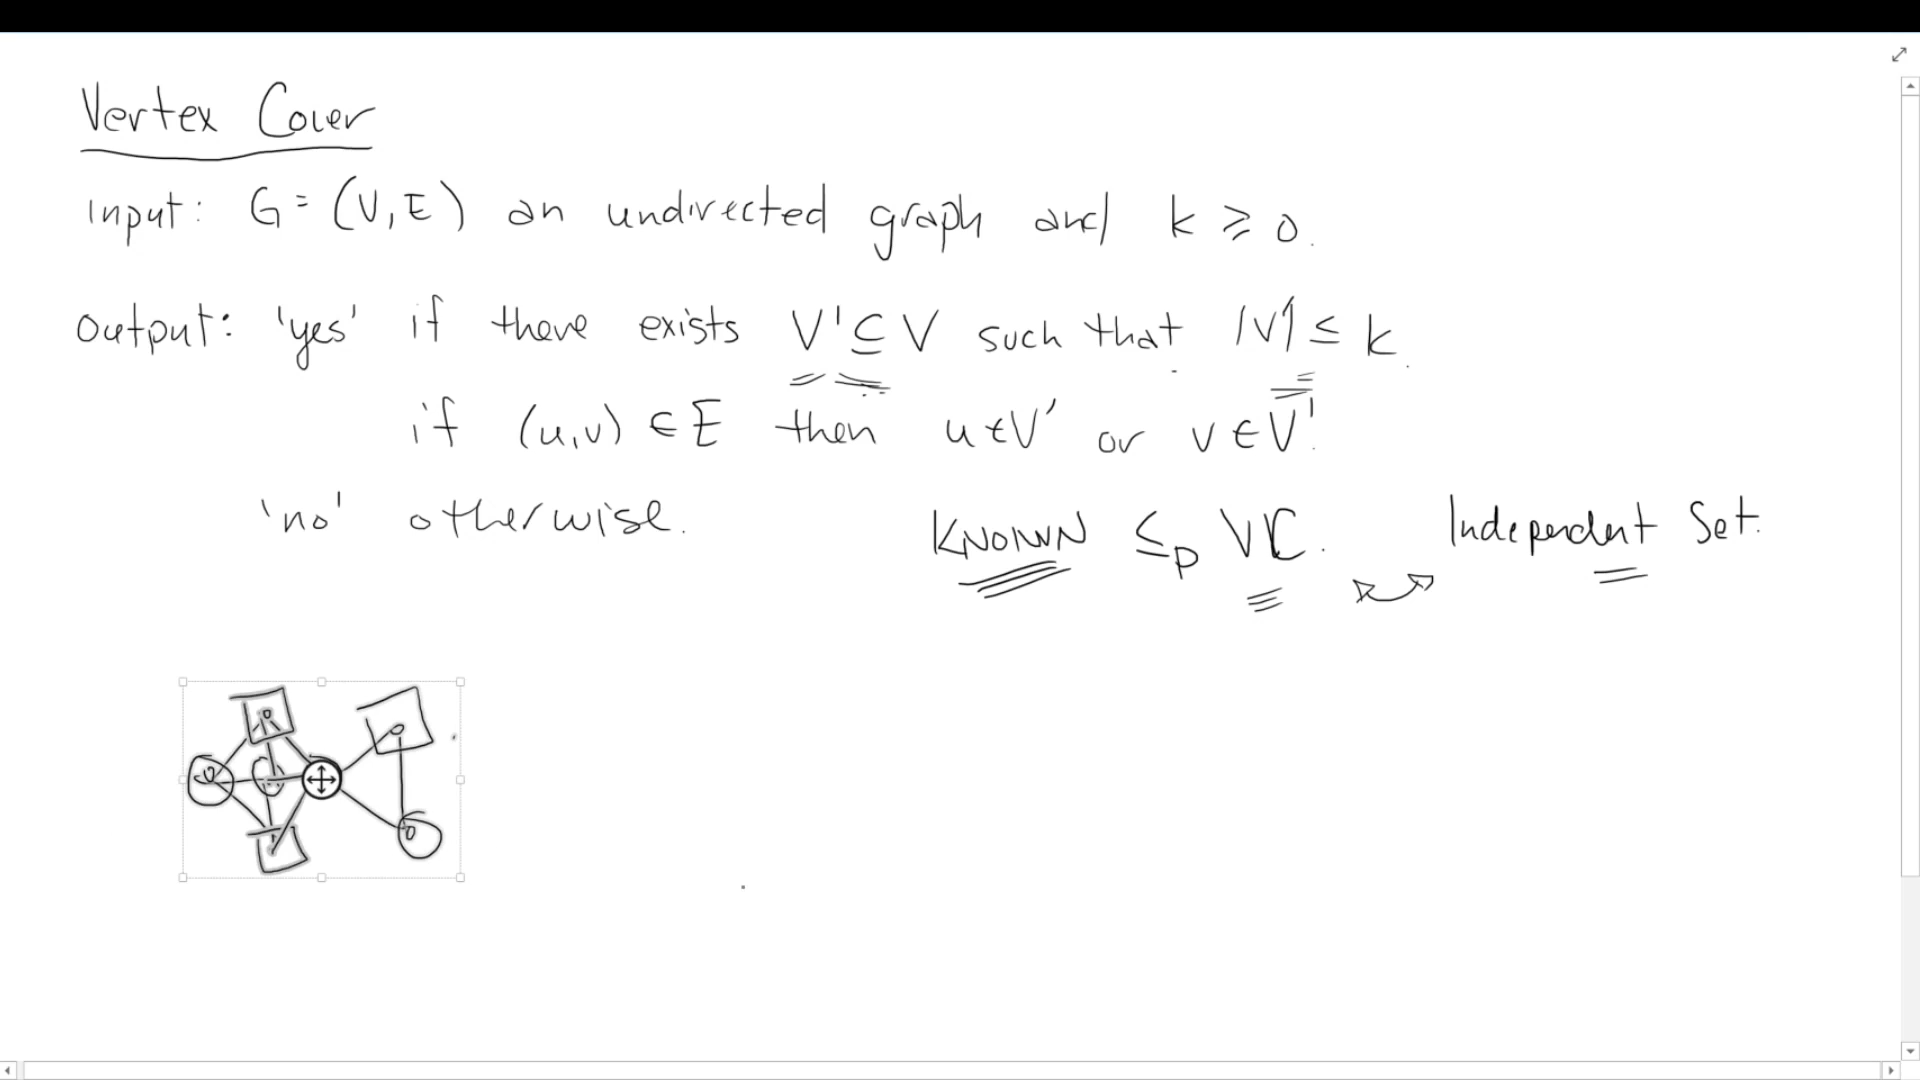 Vertex Cover
Input: G = (V, E) an undirected graph and k ≥ 0.
Output: 'yes' if there exists V' ⊆ V such that |V'| ≤ k.
if (u,v) ∈ E then u ∈ V' or v ∈ V'.
'no' otherwise.
KNOWN ≤p VC. Independent Set.